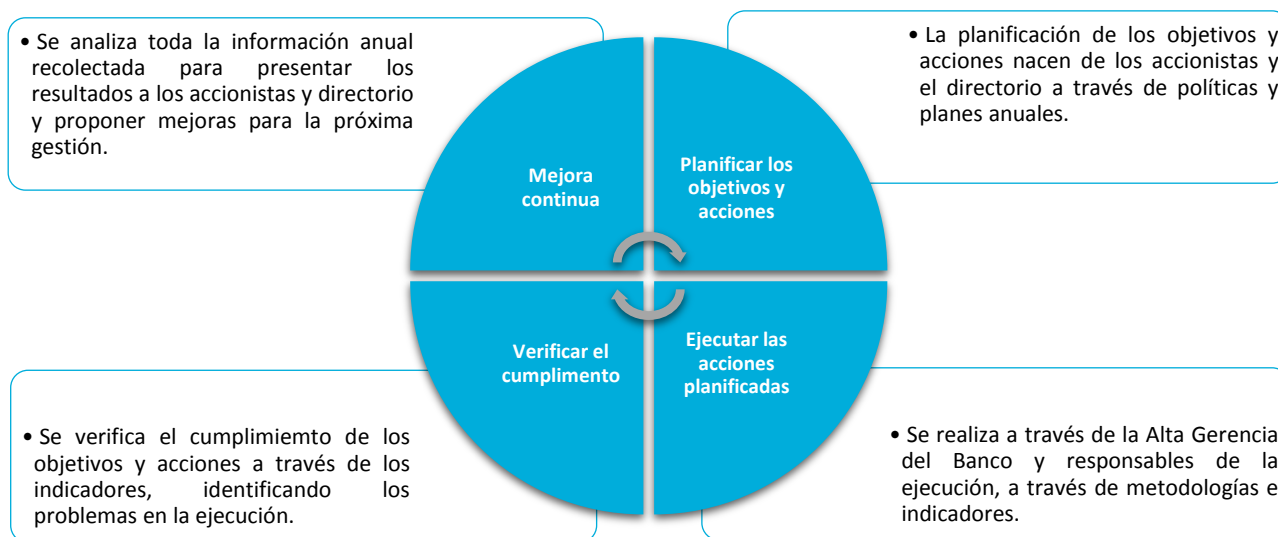 • Se analiza toda la información anual
recolectada para presentar los
resultados a los accionistas y directorio
y proponer mejoras para la próxima
gestión.
• La planificación de los objetivos y
acciones nacen de los accionistas y
el directorio a través de políticas y
planes anuales.
Mejora
continua
Planificar los
objetivos y
acciones
Verificar el
cumplimento
Ejecutar las
acciones
planificadas
• Se verifica el cumplimiemto de los
objetivos y acciones a través de los
indicadores, identificando los
problemas en la ejecución.
• Se realiza a través de la Alta Gerencia
del Banco y responsables de la
ejecución, a través de metodologías e
indicadores.